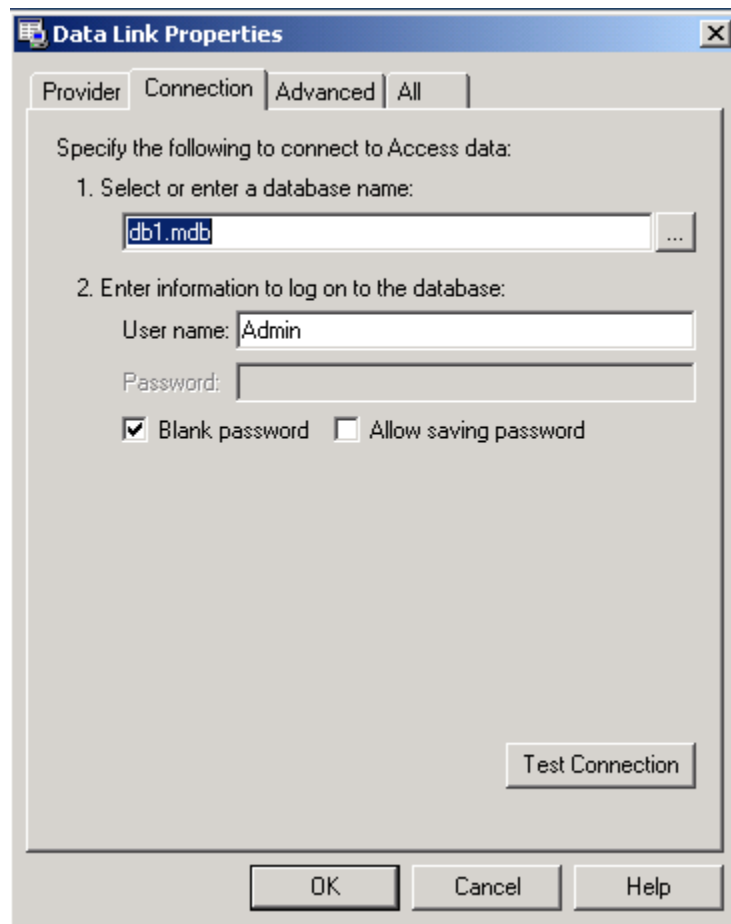 Data Link Properties
Provider Connection Advanced All
Specify the following to connect to Access data:
1. Select or enter a database name:
db1.mdb ...
2. Enter information to log on to the database:
User name: Admin
Password:
Blank password Allow saving password
Test Connection
OK Cancel Help